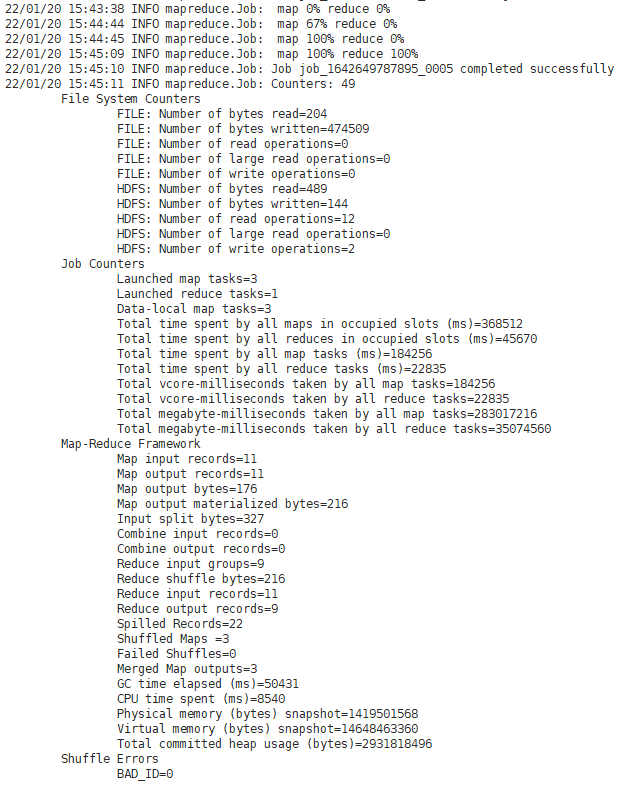 22/01/20 15:43:38 INFO mapreduce.Job:  map 0% reduce 0%
22/01/20 15:44:44 INFO mapreduce.Job:  map 67% reduce 0%
22/01/20 15:44:45 INFO mapreduce.Job:  map 100% reduce 0%
22/01/20 15:45:09 INFO mapreduce.Job:  map 100% reduce 100%
22/01/20 15:45:10 INFO mapreduce.Job: Job job_1642649787895_0005 completed successfully
22/01/20 15:45:11 INFO mapreduce.Job: Counters: 49
File System Counters
FILE: Number of bytes read=204
FILE: Number of bytes written=474509
FILE: Number of read operations=0
FILE: Number of large read operations=0
FILE: Number of write operations=0
HDFS: Number of bytes read=489
HDFS: Number of bytes written=144
HDFS: Number of read operations=12
HDFS: Number of large read operations=0
HDFS: Number of write operations=2
Job Counters
Launched map tasks=3
Launched reduce tasks=1
Data-local map tasks=3
Total time spent by all maps in occupied slots (ms)=368512
Total time spent by all reduces in occupied slots (ms)=45670
Total time spent by all map tasks (ms)=184256
Total time spent by all reduce tasks (ms)=22835
Total vcore-milliseconds taken by all map tasks=184256
Total vcore-milliseconds taken by all reduce tasks=22835
Total megabyte-milliseconds taken by all map tasks=283017216
Total megabyte-milliseconds taken by all reduce tasks=35074560
Map-Reduce Framework
Map input records=11
Map output records=11
Map output bytes=176
Map output materialized bytes=216
Input split bytes=327
Combine input records=0
Combine output records=0
Reduce input groups=9
Reduce shuffle bytes=216
Reduce input records=11
Reduce output records=9
Spilled Records=22
Shuffled Maps =3
Failed Shuffles=0
Merged Map outputs=3
GC time elapsed (ms)=50431
CPU time spent (ms)=8540
Physical memory (bytes) snapshot=1419501568
Virtual memory (bytes) snapshot=14648463360
Total committed heap usage (bytes)=2931818496
Shuffle Errors
BAD_ID=0